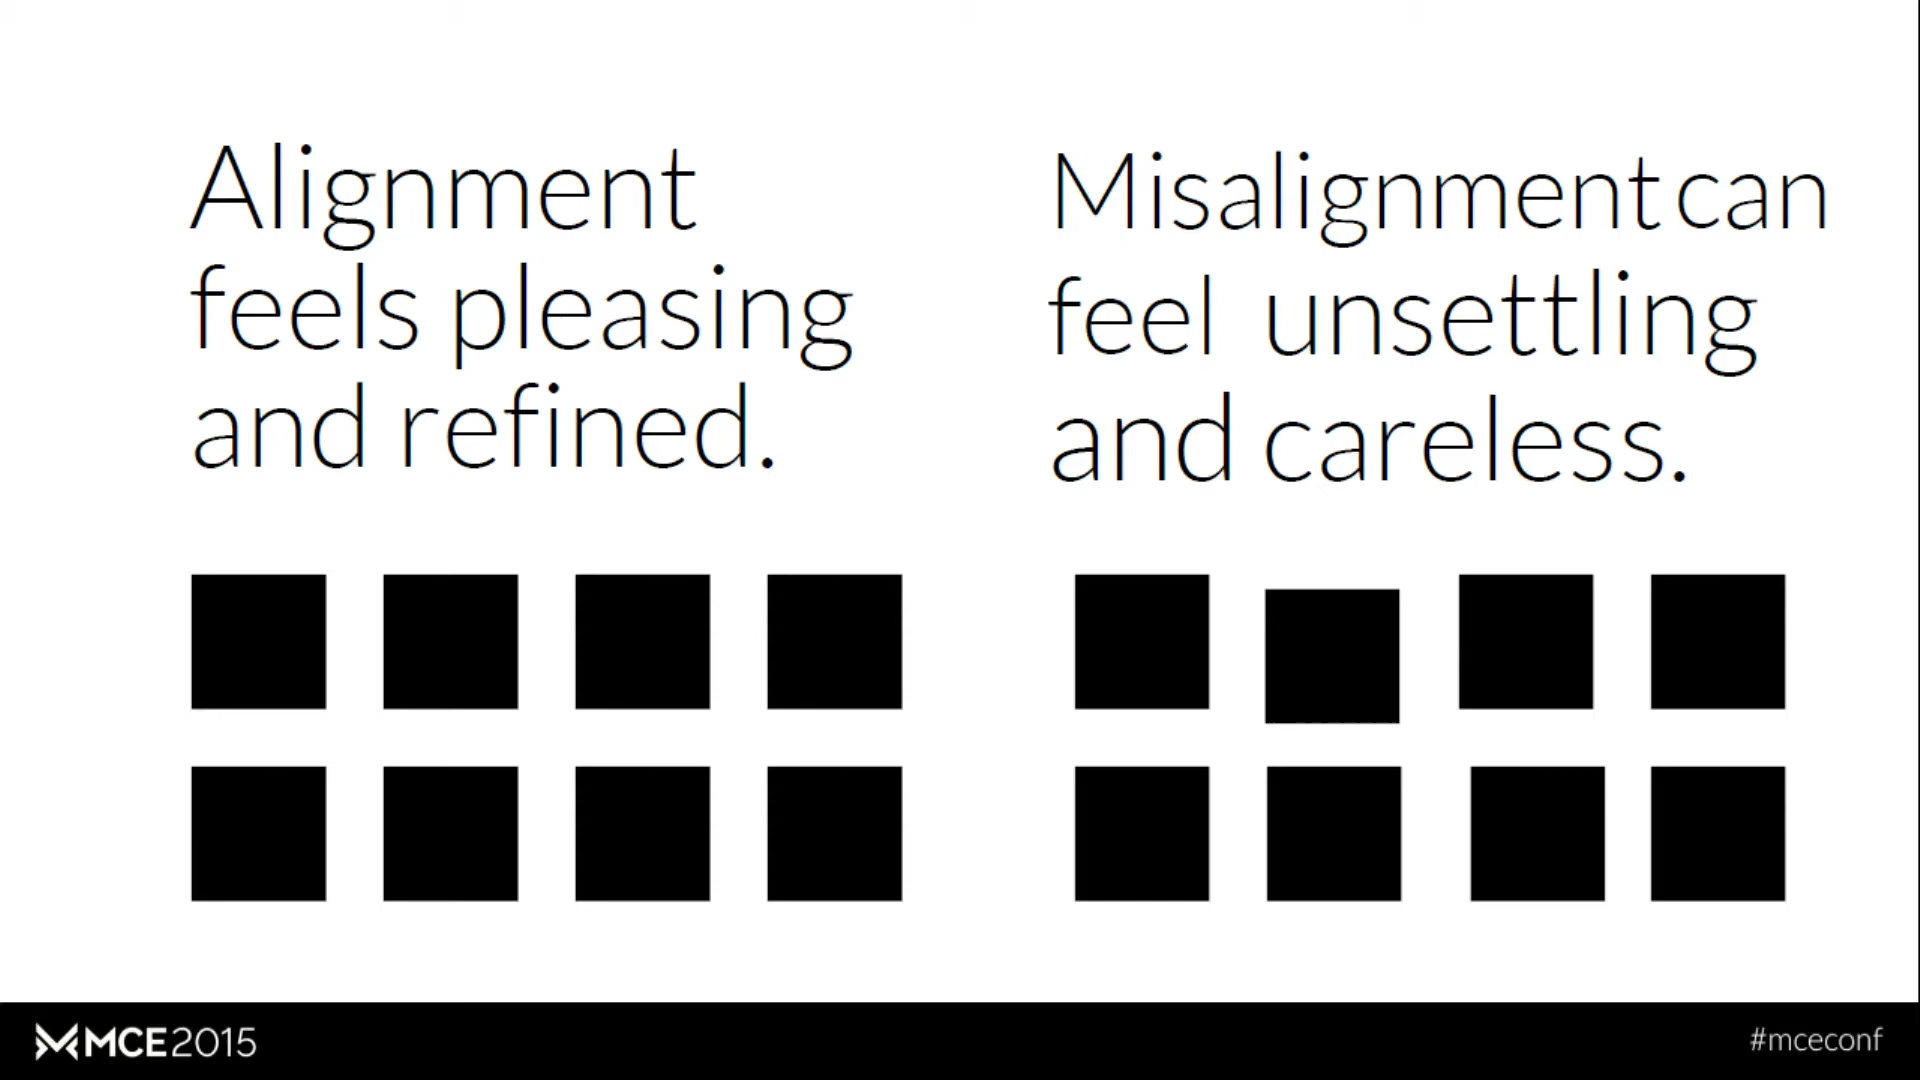 Alignment
feels pleasing
and refined.
Misalignment can
feel unsettling
and careless.
MCE2015
#mceconf